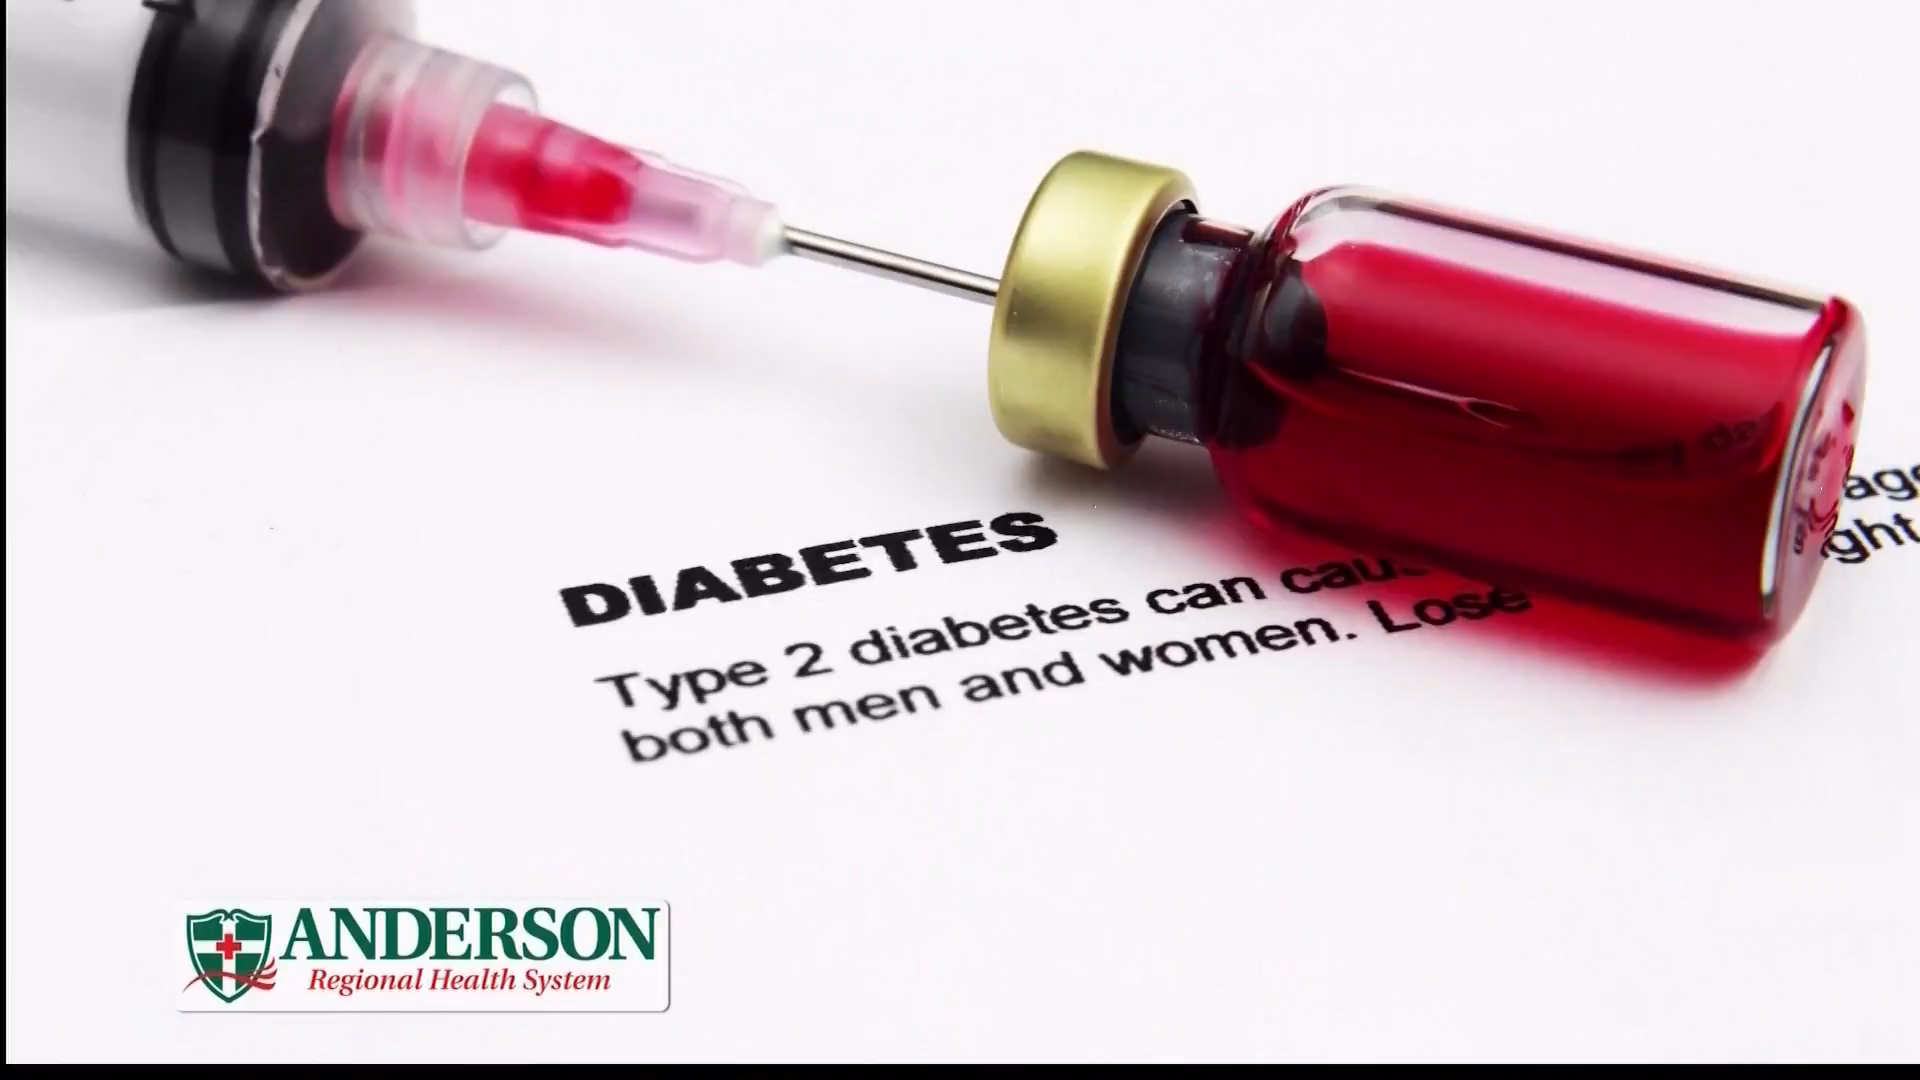 DIABETES
Type 2 diabetes can
both men and women. Lose
ANDERSON
Regional Health System